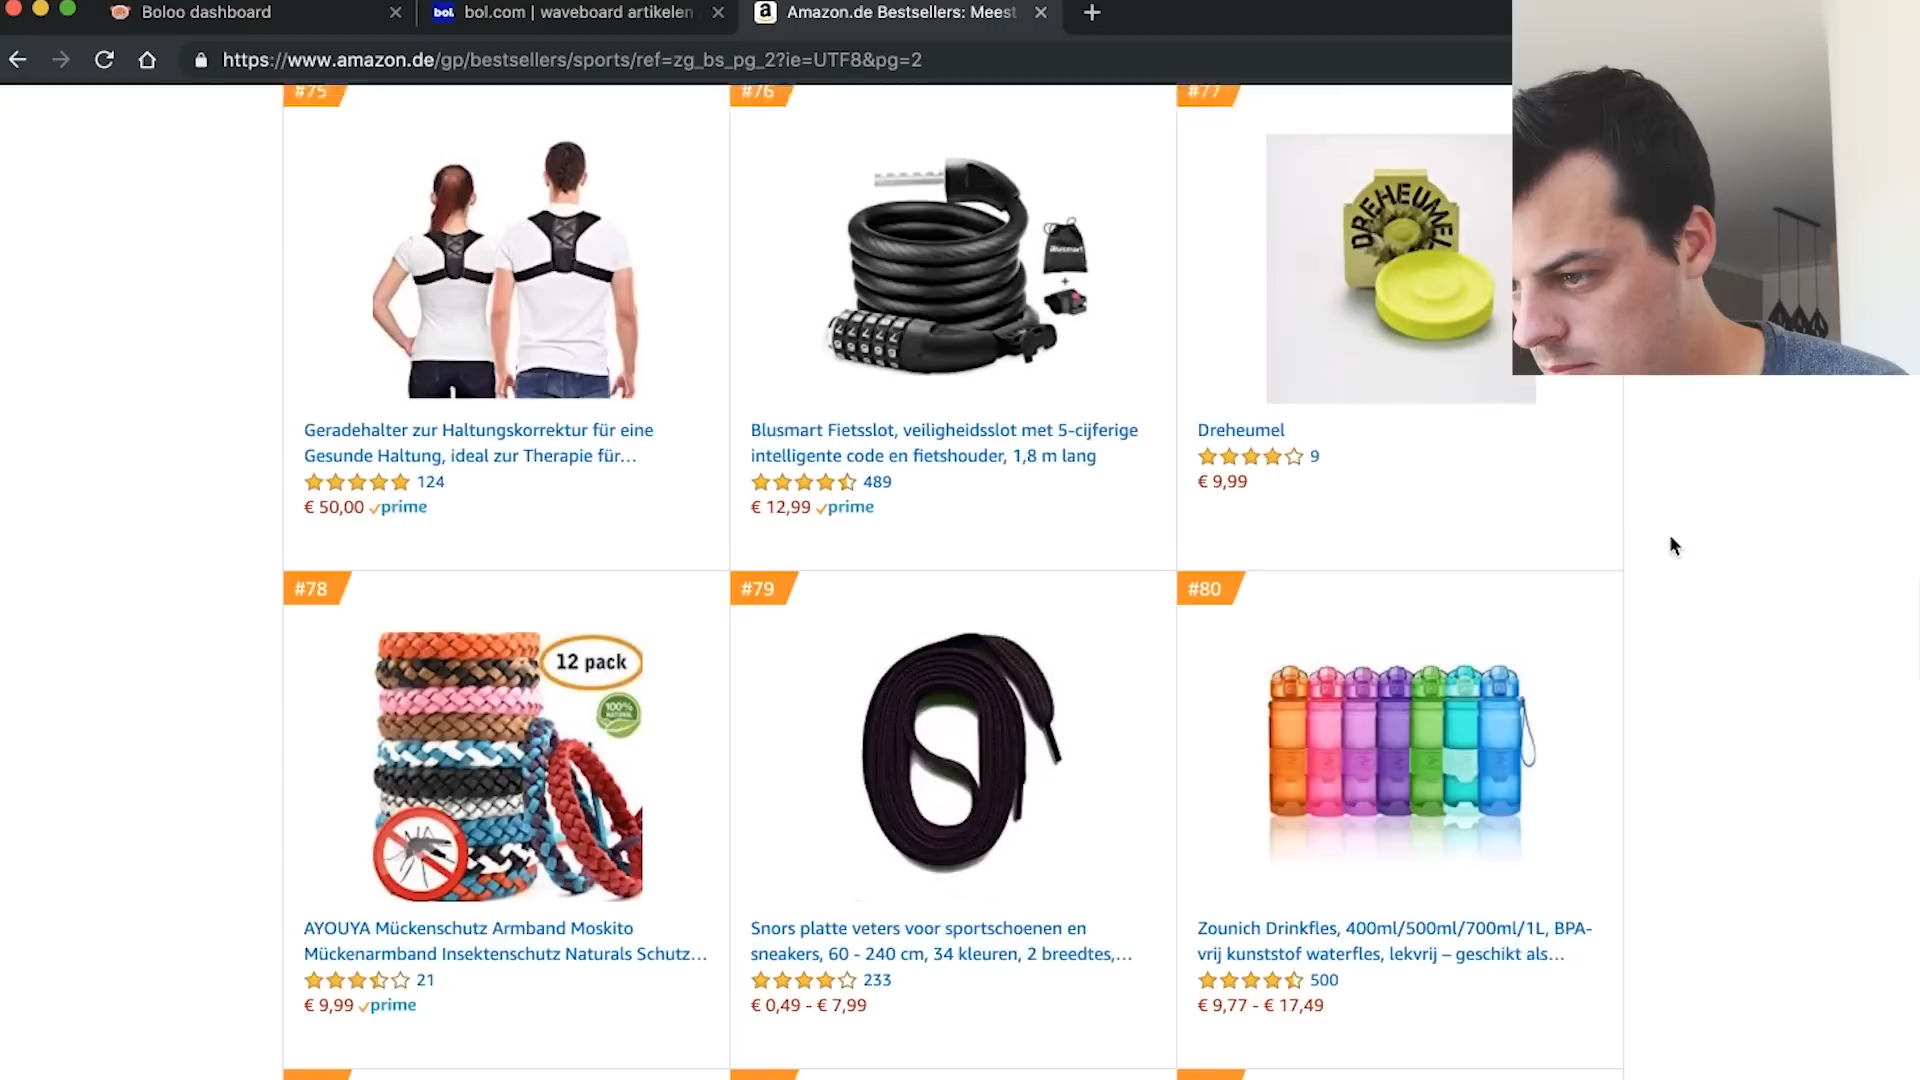 Boloo dashboard
bol. bol.com | waveboard artikelen
a Amazon.de Bestsellers: Meest
https://www.amazon.de/gp/bestsellers/sports/ref=zg_bs_pg_2?ie=UTF8&pg=2
#75
#76
#77
DREHEUMEL
Blusmart
+
Geradehalter zur Haltungskorrektur für eine
Gesunde Haltung, ideal zur Therapie für…
124
€ 50,00 prime
Blusmart Fietsslot, veiligheidsslot met 5-cijferige
intelligente code en fietshouder, 1,8 m lang
489
€ 12,99 prime
Dreheumel
9
€ 9,99
#78
#79
#80
12 pack
100%
NATURAL
AYOUYA Mückenschutz Armband Moskito
Mückenarmband Insektenschutz Naturals Schutz…
21
€ 9,99 prime
Snors platte veters voor sportschoenen en
sneakers, 60 - 240 cm, 34 kleuren, 2 breedtes,…
233
€ 0,49 - € 7,99
Zounich Drinkfles, 400ml/500ml/700ml/1L, BPA-
vrij kunststof waterfles, lekvrij – geschikt als…
500
€ 9,77 - € 17,49